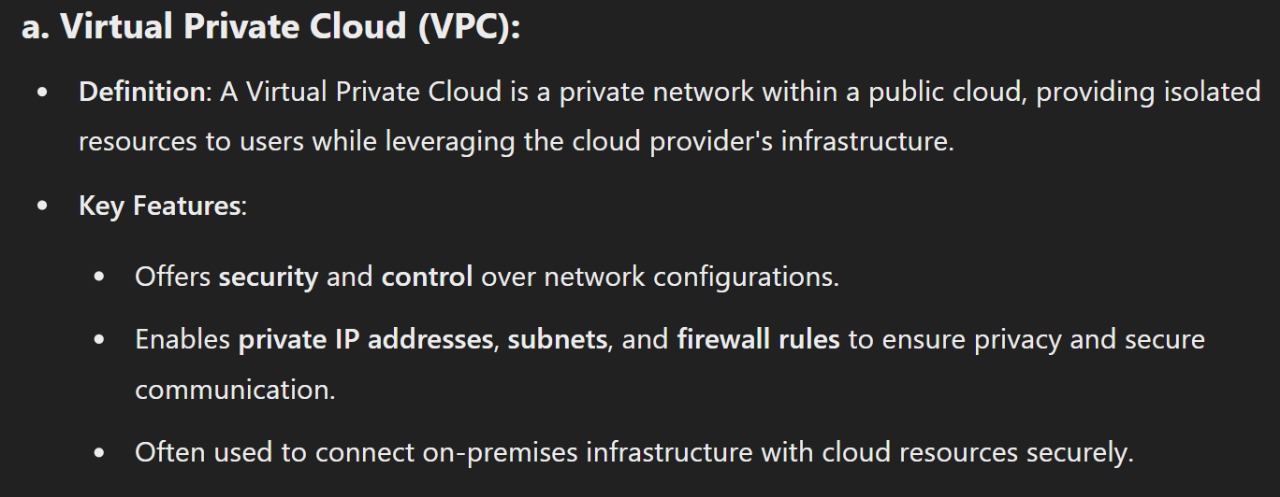 a. Virtual Private Cloud (VPC):
• Definition: A Virtual Private Cloud is a private network within a public cloud, providing isolated
resources to users while leveraging the cloud provider's infrastructure.
• Key Features:
• Offers security and control over network configurations.
• Enables private IP addresses, subnets, and firewall rules to ensure privacy and secure
communication.
• Often used to connect on-premises infrastructure with cloud resources securely.